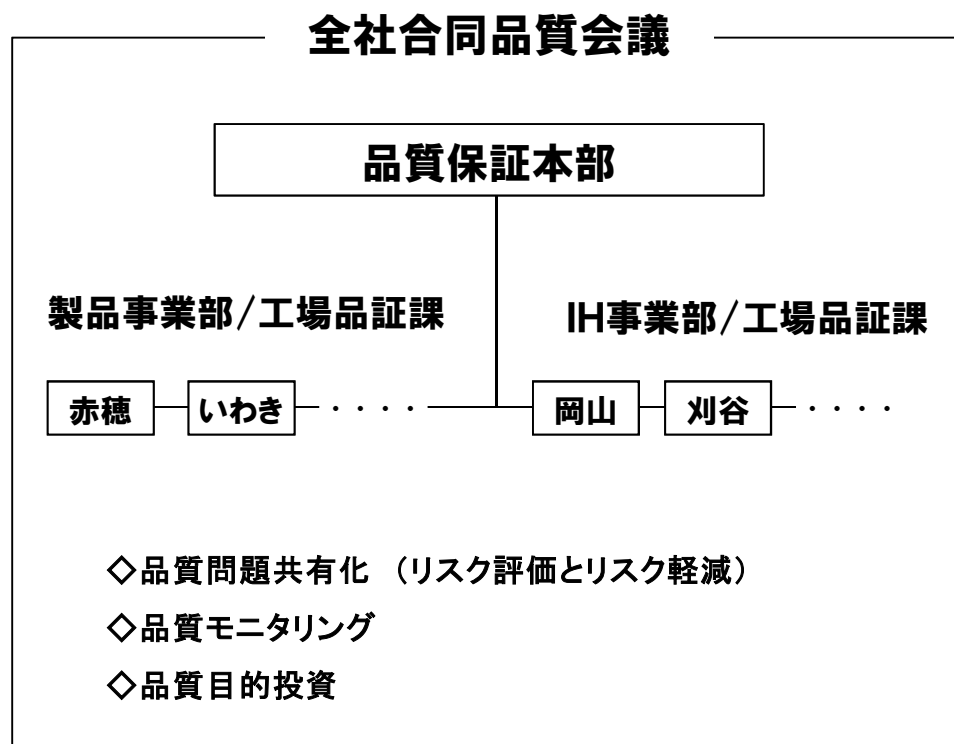 全社合同品質会議
品質保証本部
製品事業部/工場品証課
IH事業部/工場品証課
赤穂
いわき
・・・・
岡山
刈谷
・・・・
◇品質問題共有化 （リスク評価とリスク軽減）
◇品質モニタリング
◇品質目的投資